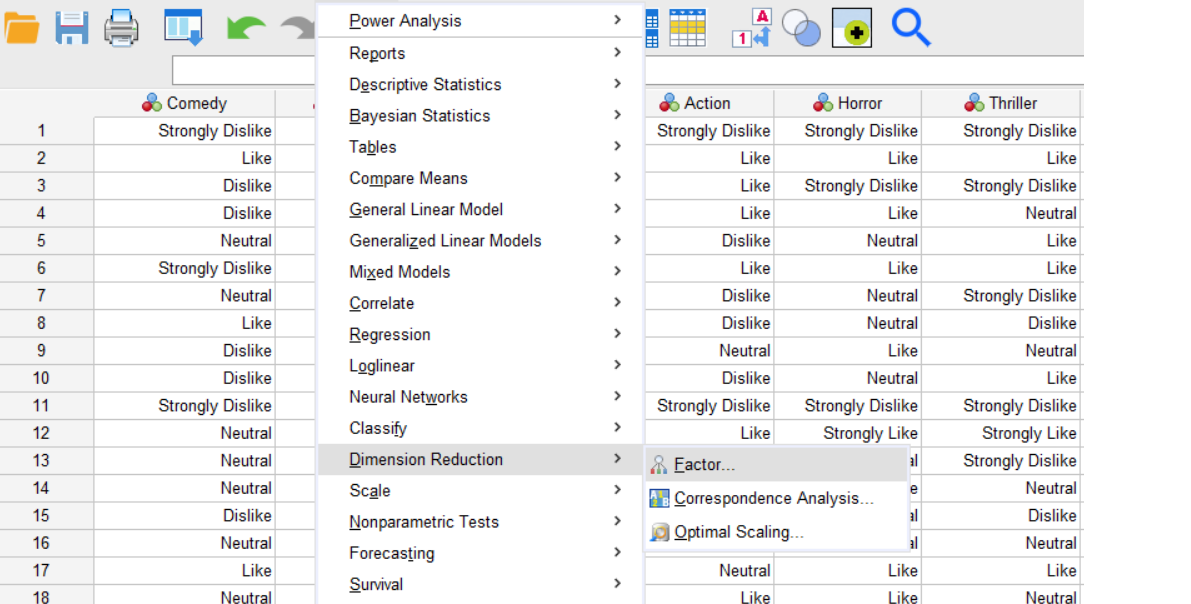 Power Analysis
Reports
Descriptive Statistics
Bayesian Statistics
Tables
Compare Means
General Linear Model
Generalized Linear Models
Mixed Models
Correlate
Regression
Loglinear
Neural Networks
Classify
Dimension Reduction
Scale
Nonparametric Tests
Forecasting
Survival
Factor...
Correspondence Analysis...
Optimal Scaling...
A
1
Comedy Action Horror Thriller
1 Strongly Dislike Strongly Dislike Strongly Dislike Strongly Dislike
2 Like Like Like Like
3 Dislike Like Strongly Dislike Strongly Dislike
4 Dislike Like Like Neutral
5 Neutral Dislike Neutral Like
6 Strongly Dislike Like Like Like
7 Neutral Dislike Neutral Strongly Dislike
8 Like Dislike Neutral Dislike
9 Dislike Neutral Like Neutral
10 Dislike Dislike Neutral Like
11 Strongly Dislike Strongly Dislike Strongly Dislike Strongly Dislike
12 Neutral Like Strongly Like Strongly Like
13 Neutral al Strongly Dislike
14 Neutral e Neutral
15 Dislike al Dislike
16 Neutral al Neutral
17 Like Neutral Like Like
18 Neutral Like Like Neutral